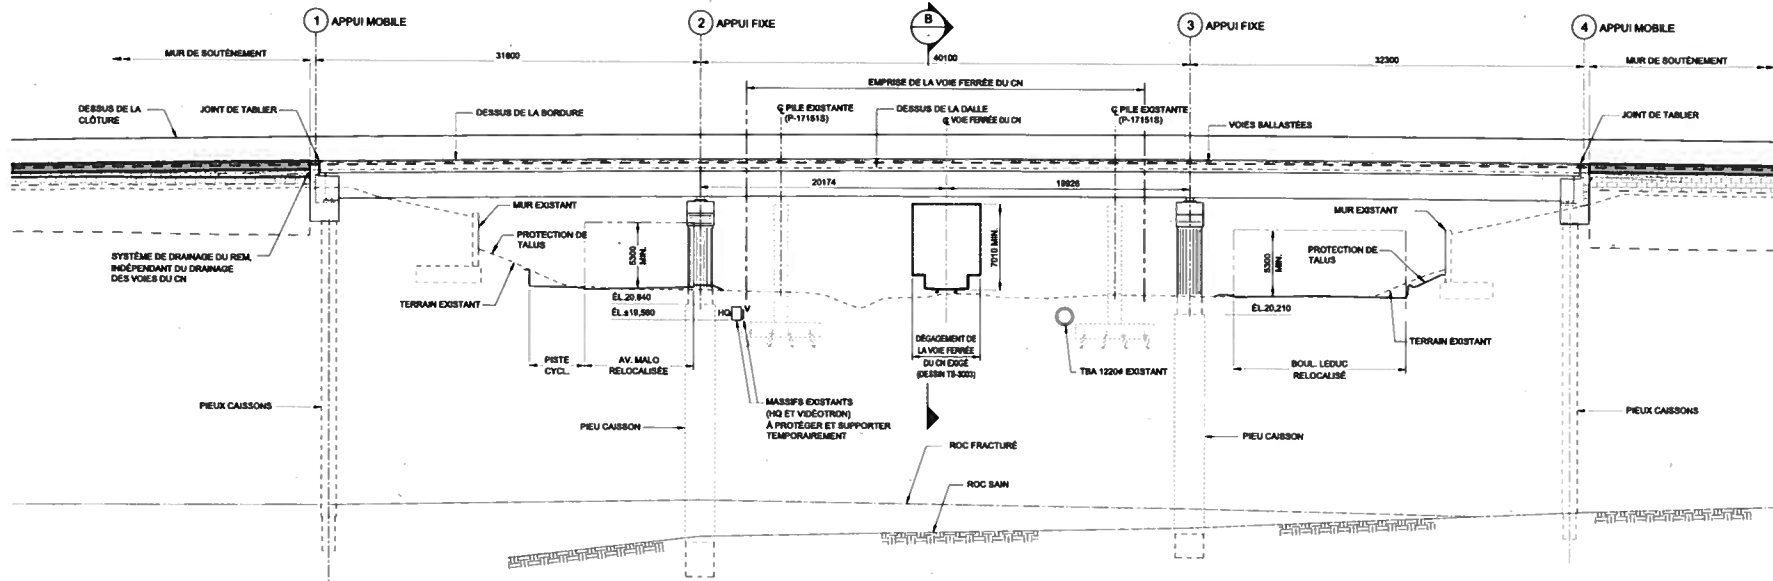 1 APPUI MOBILE
2 APPUI FIXE
B
3 APPUI FIXE
4 APPUI MOBILE
MUR DE SOUTÈNEMENT
31800
40100
32300
MUR DE SOUTÈNEMENT
EMPRISE DE LA VOIE FERRÉE DU CN
DESSUS DE LA
CLÔTURE
JOINT DE TABLIER
DESSUS DE LA BORDURE
℄ PILE EXISTANTE
(P-17151S)
DESSUS DE LA DALLE
℄ VOIE FERRÉE DU CN
℄ PILE EXISTANTE
(P-17151S)
VOIES BALLASTÉES
JOINT DE TABLIER
20174
19926
MUR EXISTANT
PROTECTION DE
TALUS
5300
MIN.
7010 MIN.
5300
MIN.
MUR EXISTANT
PROTECTION DE
TALUS
SYSTÈME DE DRAINAGE DU REM,
INDÉPENDANT DU DRAINAGE
DES VOIES DU CN
TERRAIN EXISTANT
ÉL.20,840
ÉL.±19,580
HQ
V
ÉL.20,210
TERRAIN EXISTANT
PISTE
CYCL.
AV. MALO
RELOCALISÉE
DÉGAGEMENT DE
LA VOIE FERRÉE
DU CN EXIGÉ
(DESSIN TS-3003)
TBA 1220ϕ EXISTANT
BOUL. LEDUC
RELOCALISÉ
PIEUX CAISSONS
PIEU CAISSON
MASSIFS EXISTANTS
(HQ ET VIDÉOTRON)
À PROTÉGER ET SUPPORTER
TEMPORAIREMENT
PIEU CAISSON
PIEUX CAISSONS
ROC FRACTURÉ
ROC SAIN